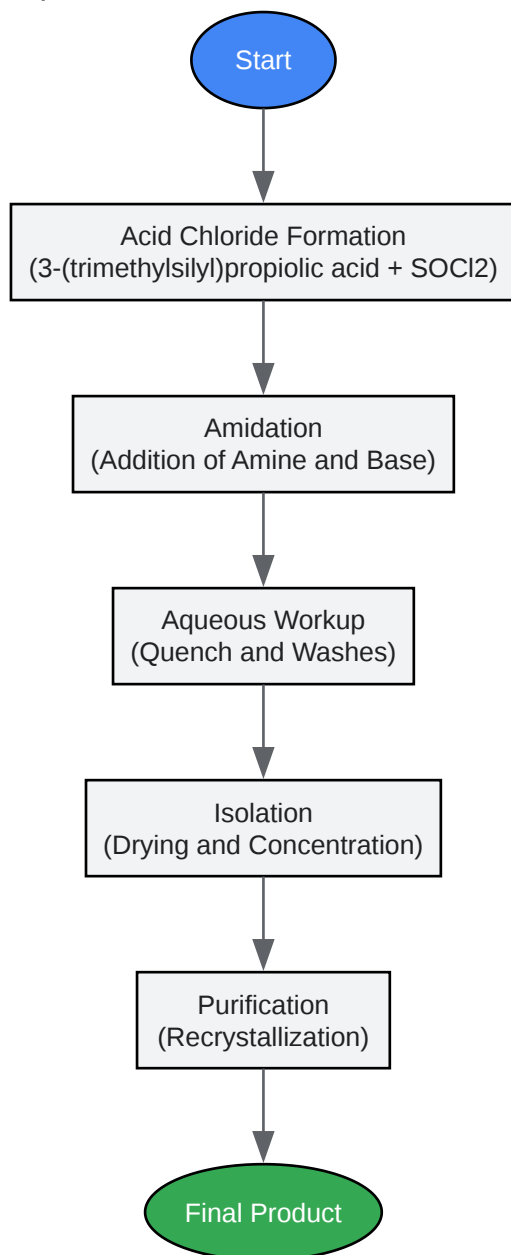 Start
Acid Chloride Formation
(3-(trimethylsilyl)propiolic acid + SOCl2)
Amidation
(Addition of Amine and Base)
Aqueous Workup
(Quench and Washes)
Isolation
(Drying and Concentration)
Purification
(Recrystallization)
Final Product